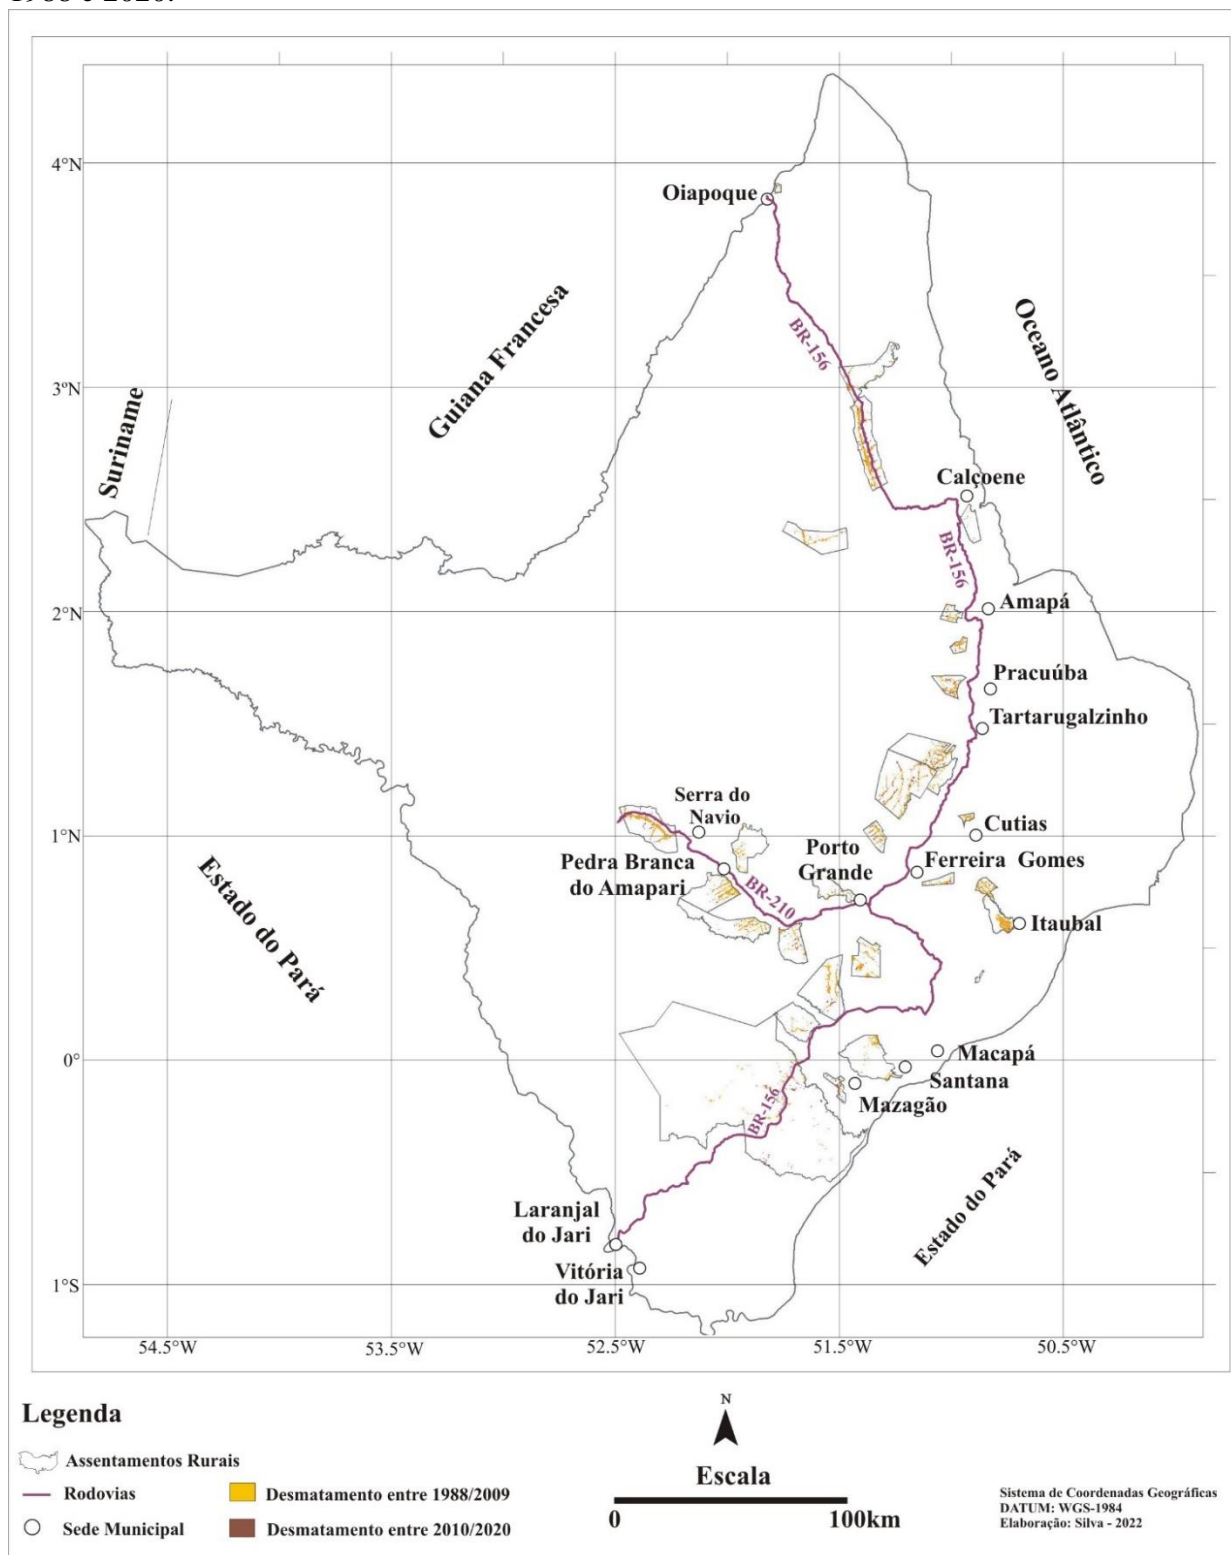 1988 e 2020.
4°N
Oiapoque
BR-156
Guiana Francesa
Oceano Atlântico
3°N
Suriname
Calçoene
BR-156
2°N
Amapá
Pracuúba
Tartarugalzinho
Serra do
Navio
1°N
Cutias
Porto
Grande
Ferreira Gomes
Pedra Branca
do Amapari
BR-210
Estado do Pará
Itaubal
0°
Macapá
Santana
Mazagão
BR-156
Estado do Pará
Laranjal
do Jari
Vitória
do Jari
1°S
54.5°W
53.5°W
52.5°W
51.5°W
50.5°W
Legenda
Assentamentos Rurais
Rodovias
Sede Municipal
Desmatamento entre 1988/2009
Desmatamento entre 2010/2020
N
Escala
0
100km
Sistema de Coordenadas Geográficas
DATUM: WGS-1984
Elaboração: Silva - 2022